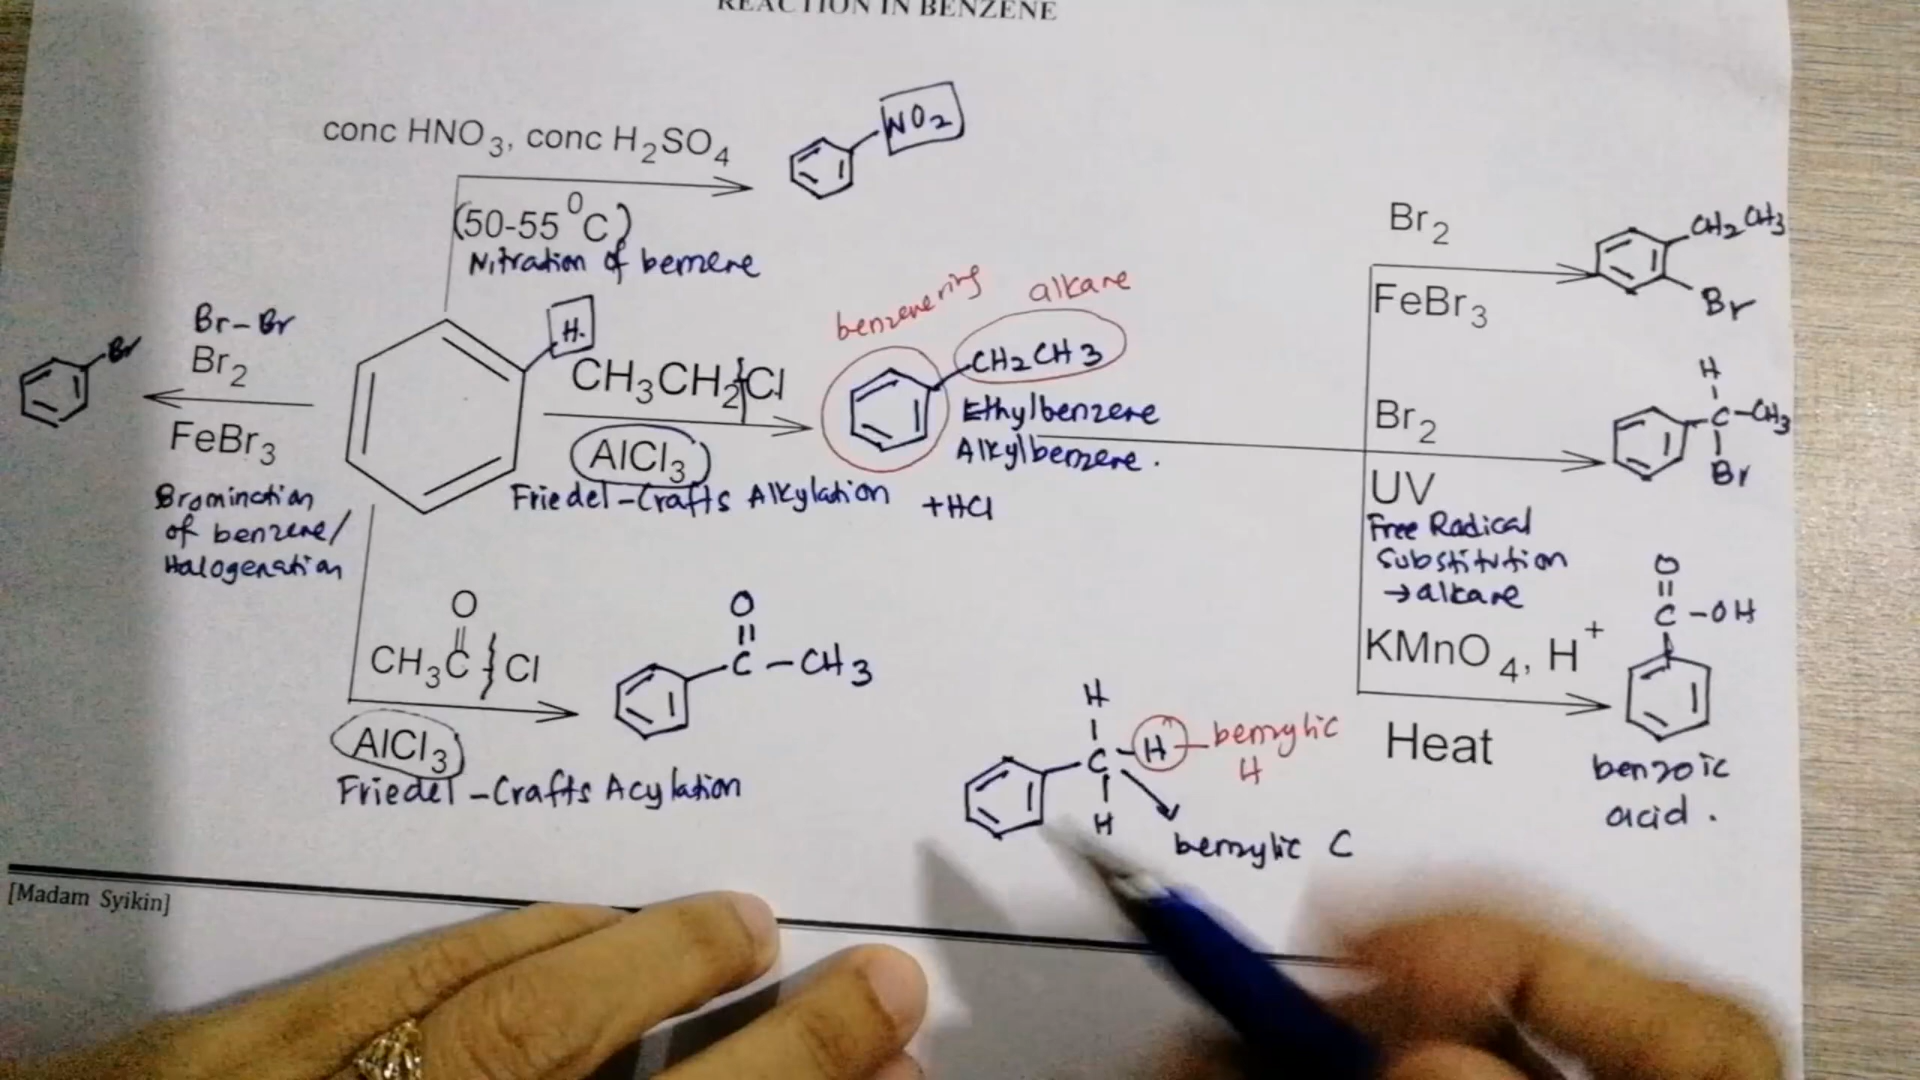 REACTION IN BENZENE
conc HNO3, conc H2SO4
(50-55 0C)
Nitration of benzene
NO2
Br-Br
Br2
FeBr3
Br
Bromination
of benzene/
Halogenation
H
CH3CH2Cl
AlCl3
Friedel-Crafts Alkylation
benzene ring
alkane
CH2CH3
Ethylbenzene
Alkylbenzene.
+HCl
Br2
FeBr3
CH2CH3
Br
Br2
UV
Free Radical
Substitution
→alkane
H
C-CH3
Br
KMnO4, H+
Heat
O
C-OH
benzoic
acid.
O
CH3C Cl
AlCl3
Friedel-Crafts Acylation
O
C-CH3
H
C-H
H
benzylic
H
benzylic C
[Madam Syikin]